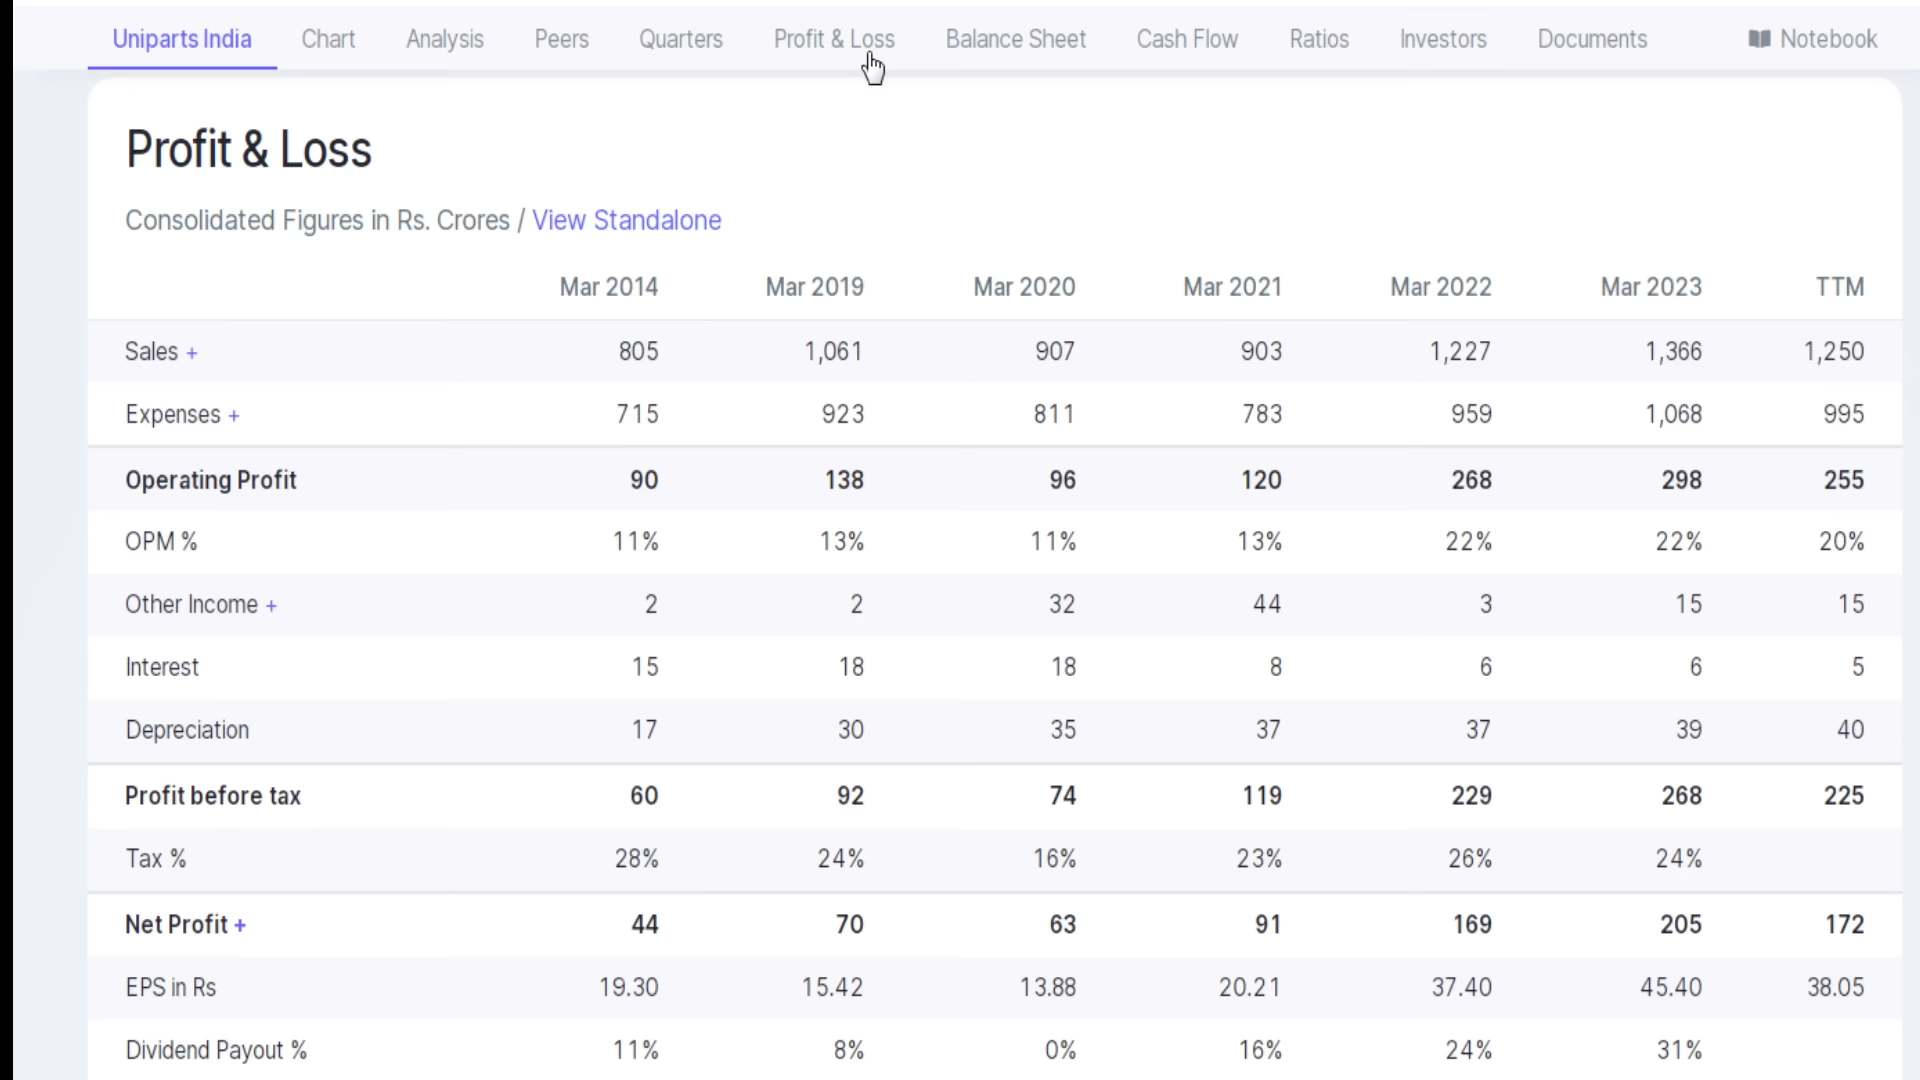 Uniparts India Chart Analysis Peers Quarters Profit & Loss Balance Sheet Cash Flow Ratios Investors Documents Notebook
Profit & Loss
Consolidated Figures in Rs. Crores / View Standalone
Mar 2014 Mar 2019 Mar 2020 Mar 2021 Mar 2022 Mar 2023 TTM
Sales + 805 1,061 907 903 1,227 1,366 1,250
Expenses + 715 923 811 783 959 1,068 995
Operating Profit 90 138 96 120 268 298 255
OPM % 11% 13% 11% 13% 22% 22% 20%
Other Income + 2 2 32 44 3 15 15
Interest 15 18 18 8 6 6 5
Depreciation 17 30 35 37 37 39 40
Profit before tax 60 92 74 119 229 268 225
Tax % 28% 24% 16% 23% 26% 24%
Net Profit + 44 70 63 91 169 205 172
EPS in Rs 19.30 15.42 13.88 20.21 37.40 45.40 38.05
Dividend Payout % 11% 8% 0% 16% 24% 31%